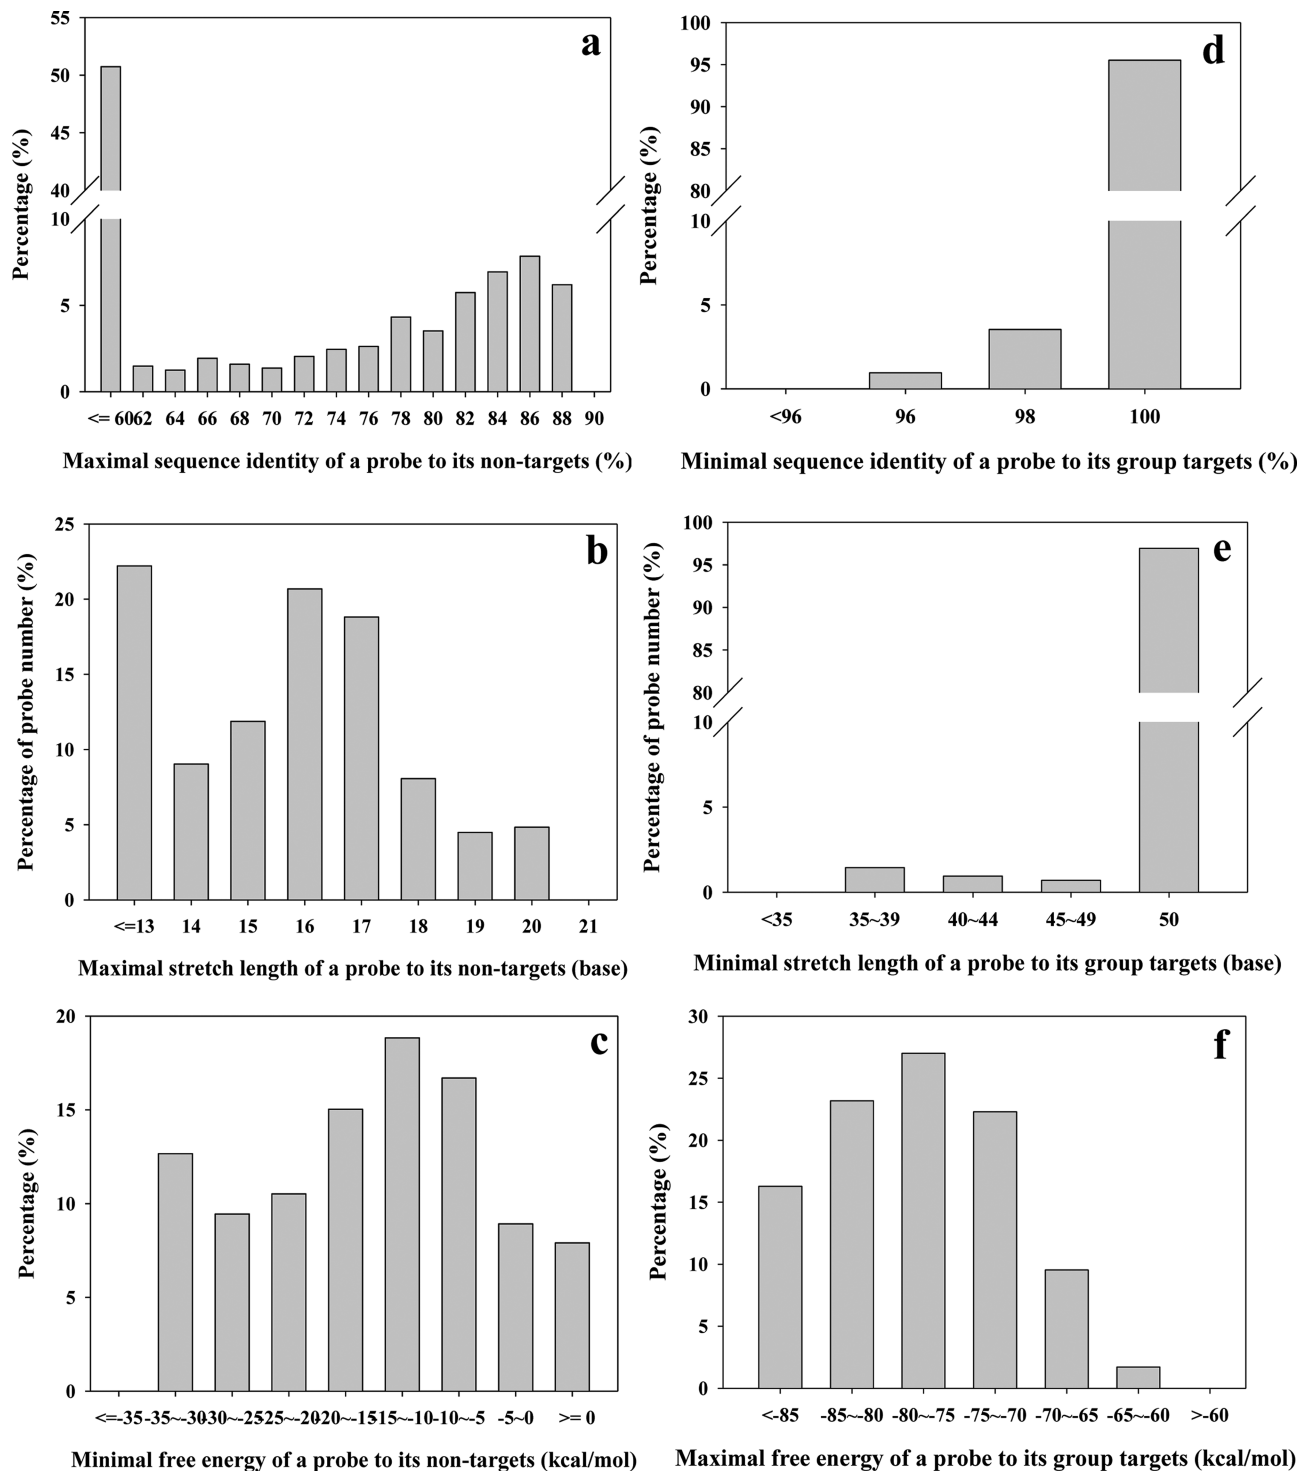 a
55
50
45
40
10
5
0
Percentage (%)
<= 60 62 64 66 68 70 72 74 76 78 80 82 84 86 88 90
Maximal sequence identity of a probe to its non-targets (%)
d
100
95
90
85
80
10
5
0
Percentage (%)
<96 96 98 100
Minimal sequence identity of a probe to its group targets (%)
b
25
20
15
10
5
0
Percentage of probe number (%)
<=13 14 15 16 17 18 19 20 21
Maximal stretch length of a probe to its non-targets (base)
e
100
95
90
85
80
10
5
0
Percentage of probe number (%)
<35 35~39 40~44 45~49 50
Minimal stretch length of a probe to its group targets (base)
c
20
15
10
5
0
Percentage (%)
<=-35 -35~-30 -30~-25 -25~-20 -20~-15 -15~-10 -10~-5 -5~0 >= 0
Minimal free energy of a probe to its non-targets (kcal/mol)
f
30
25
20
15
10
5
0
Percentage (%)
<-85 -85~-80 -80~-75 -75~-70 -70~-65 -65~-60 >-60
Maximal free energy of a probe to its group targets (kcal/mol)